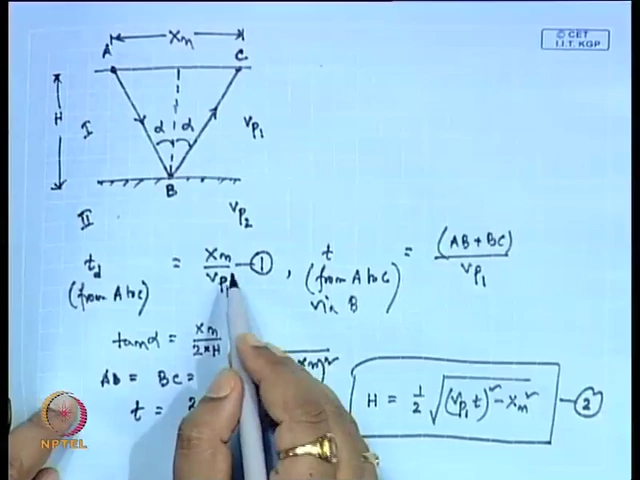 © CET
I.I.T. KGP
Xm
A C
H
I α α vP1
B
II vP2
td (from A to C) = Xm/vP1 — ①, t (from A to C) via B = (AB + BC)/vP1
tanα = Xm/2*H
AB = BC =
t =
H = 1/2 √((vP1 t)² - Xm²) — ②
NPTEL